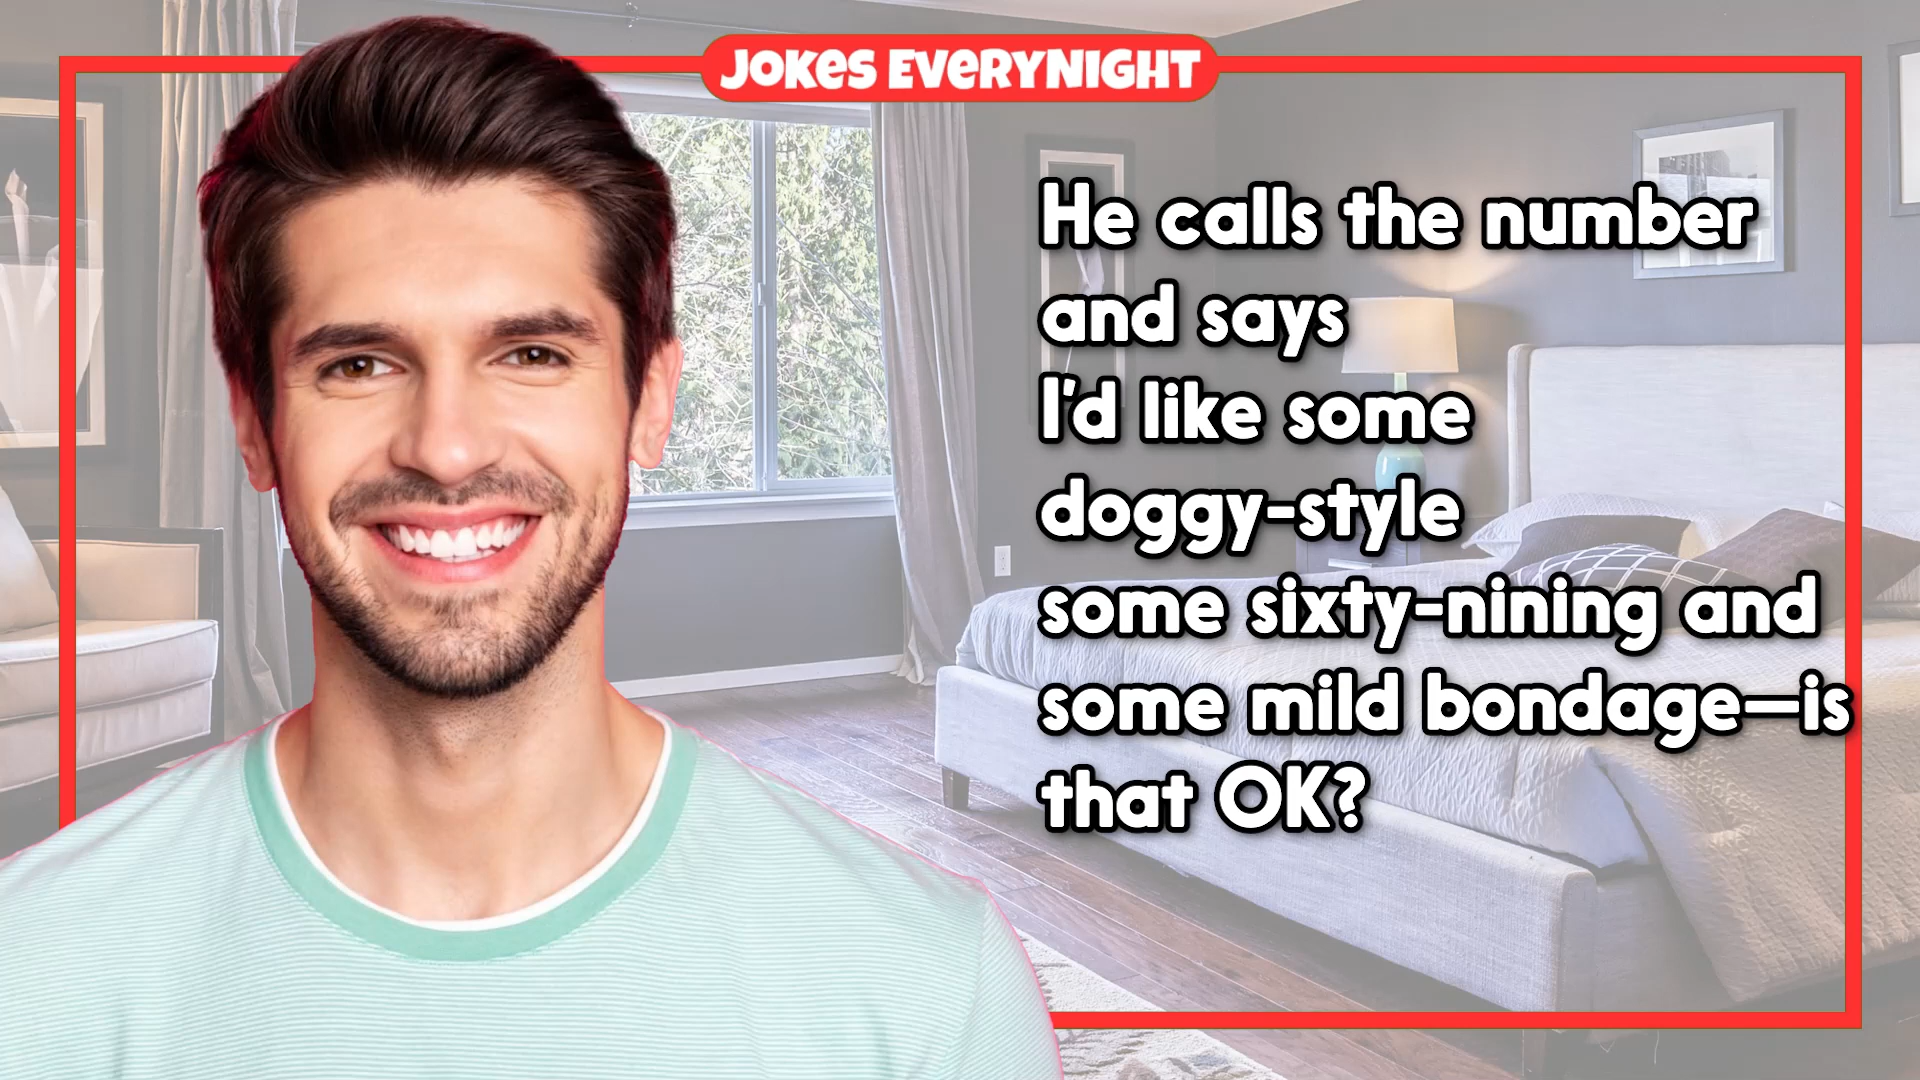 JOKES EVERYNIGHT
He calls the number
and says
I'd like some
doggy-style
some sixty-nining and
some mild bondage—is
that OK?